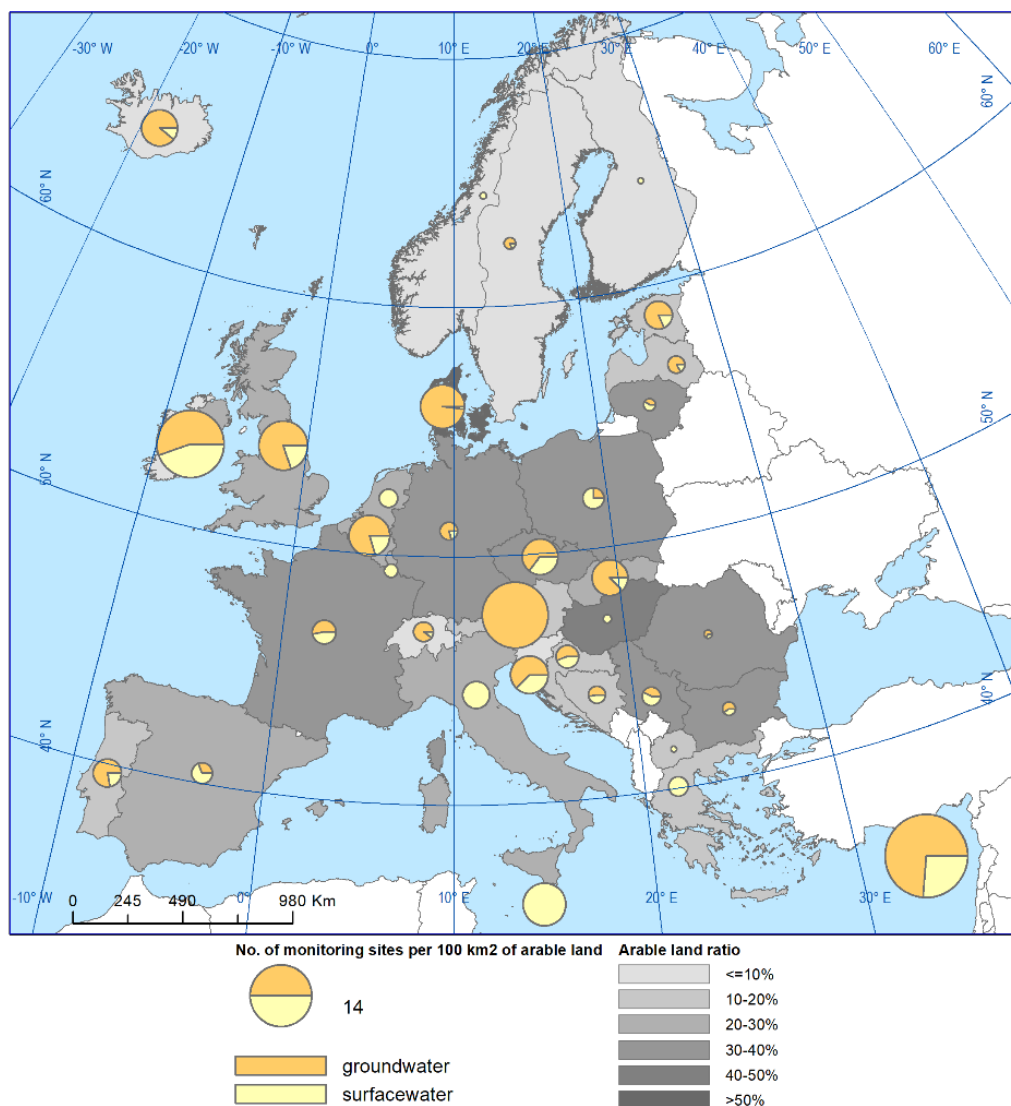 -30° W -20° W -10° W 0° 10° E 20° E 30° E 40° E 50° E 60° E
60° N
60° N
50° N
50° N
40° N
40° N
-10° W 0° 10° E 20° E 30° E
0 245 490 980 Km
No. of monitoring sites per 100 km2 of arable land
14
groundwater
surfacewater
Arable land ratio
<=10%
10-20%
20-30%
30-40%
40-50%
>50%